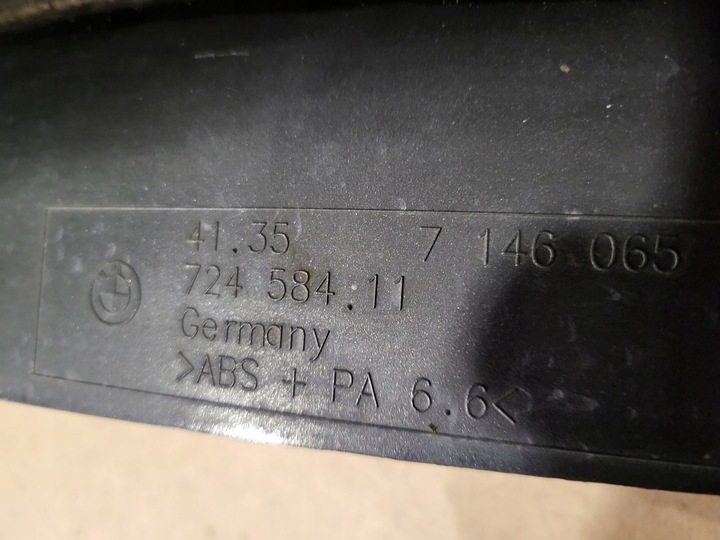 41.35 7 146 065
724 584.11
Germany
>ABS + PA 6.6<